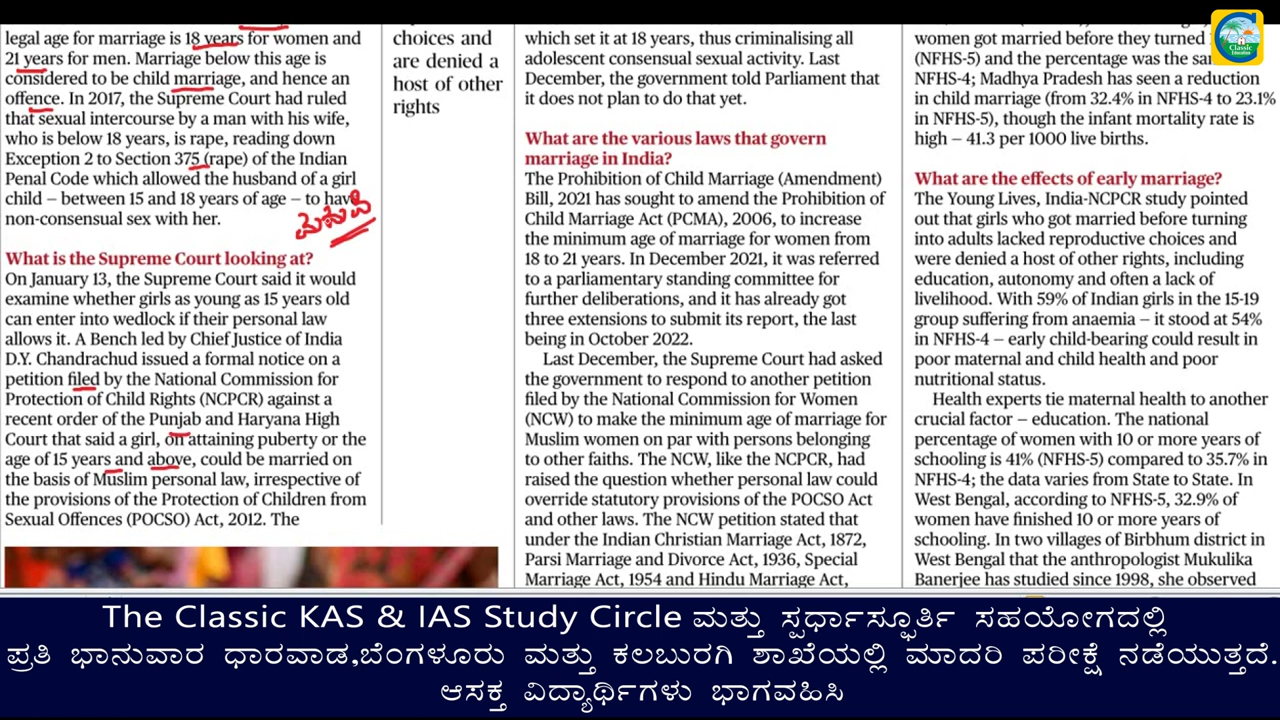 legal age for marriage is 18 years for women and
21 years for men. Marriage below this age is
considered to be child marriage, and hence an
offence. In 2017, the Supreme Court had ruled
that sexual intercourse by a man with his wife,
who is below 18 years, is rape, reading down
Exception 2 to Section 375 (rape) of the Indian
Penal Code which allowed the husband of a girl
child – between 15 and 18 years of age – to have
non-consensual sex with her.
What is the Supreme Court looking at?
On January 13, the Supreme Court said it would
examine whether girls as young as 15 years old
can enter into wedlock if their personal law
allows it. A Bench led by Chief Justice of India
D.Y. Chandrachud issued a formal notice on a
petition filed by the National Commission for
Protection of Child Rights (NCPCR) against a
recent order of the Punjab and Haryana High
Court that said a girl, on attaining puberty or the
age of 15 years and above, could be married on
the basis of Muslim personal law, irrespective of
the provisions of the Protection of Children from
Sexual Offences (POCSO) Act, 2012. The
choices and
are denied a
host of other
rights
which set it at 18 years, thus criminalising all
adolescent consensual sexual activity. Last
December, the government told Parliament that
it does not plan to do that yet.
What are the various laws that govern
marriage in India?
The Prohibition of Child Marriage (Amendment)
Bill, 2021 has sought to amend the Prohibition of
Child Marriage Act (PCMA), 2006, to increase
the minimum age of marriage for women from
18 to 21 years. In December 2021, it was referred
to a parliamentary standing committee for
further deliberations, and it has already got
three extensions to submit its report, the last
being in October 2022.
Last December, the Supreme Court had asked
the government to respond to another petition
filed by the National Commission for Women
(NCW) to make the minimum age of marriage for
Muslim women on par with persons belonging
to other faiths. The NCW, like the NCPCR, had
raised the question whether personal law could
override statutory provisions of the POCSO Act
and other laws. The NCW petition stated that
under the Indian Christian Marriage Act, 1872,
Parsi Marriage and Divorce Act, 1936, Special
Marriage Act, 1954 and Hindu Marriage Act,
women got married before they turned
(NFHS-5) and the percentage was the
NFHS-4; Madhya Pradesh has seen a reduction
in child marriage (from 32.4% in NFHS-4 to 23.1%
in NFHS-5), though the infant mortality rate is
high – 41.3 per 1000 live births.
What are the effects of early marriage?
The Young Lives, India-NCPCR study pointed
out that girls who got married before turning
into adults lacked reproductive choices and
were denied a host of other rights, including
education, autonomy and often a lack of
livelihood. With 59% of Indian girls in the 15-19
group suffering from anaemia – it stood at 54%
in NFHS-4 – early child-bearing could result in
poor maternal and child health and poor
nutritional status.
Health experts tie maternal health to another
crucial factor – education. The national
percentage of women with 10 or more years of
schooling is 41% (NFHS-5) compared to 35.7% in
NFHS-4; the data varies from State to State. In
West Bengal, according to NFHS-5, 32.9% of
women have finished 10 or more years of
schooling. In two villages of Birbhum district in
West Bengal that the anthropologist Mukulika
Banerjee has studied since 1998, she observed
Classic
Education
The Classic KAS & IAS Study Circle ಮತ್ತು ಸ್ಪರ್ಧಾಸ್ಫೂರ್ತಿ ಸಹಯೋಗದಲ್ಲಿ
ಪ್ರತಿ ಭಾನುವಾರ ಧಾರವಾಡ,ಬೆಂಗಳೂರು ಮತ್ತು ಕಲಬುರಗಿ ಶಾಖೆಯಲ್ಲಿ ಮಾದರಿ ಪರೀಕ್ಷೆ ನಡೆಯುತ್ತದೆ.
ಆಸಕ್ತ ವಿದ್ಯಾರ್ಥಿಗಳು ಭಾಗವಹಿಸಿ